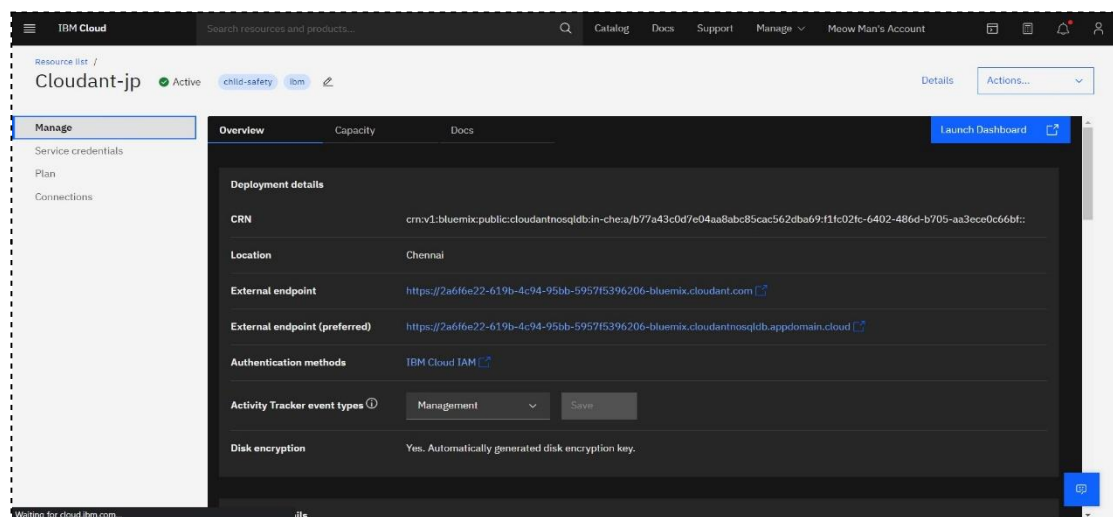 IBM Cloud
Search resources and products...
Catalog
Docs
Support
Manage
Meow Man's Account
Resource list /
Cloudant-jp
Active
child-safety
ibm
Details
Actions...
Manage
Service credentials
Plan
Connections
Overview
Capacity
Docs
Launch Dashboard
Deployment details
CRN
crn:v1:bluemix:public:cloudantnosqldb:in-che:a/b77a43c0d7e04aa8abc85cac562dba69:f1fc02fc-6402-486d-b705-aa3ece0c66bf::
Location
Chennai
External endpoint
https://2a6f6e22-619b-4c94-95bb-5957f5396206-bluemix.cloudant.com
External endpoint (preferred)
https://2a6f6e22-619b-4c94-95bb-5957f5396206-bluemix.cloudantnosqldb.appdomain.cloud
Authentication methods
IBM Cloud IAM
Activity Tracker event types
Management
Save
Disk encryption
Yes. Automatically generated disk encryption key.
Waiting for cloud.ibm.com...